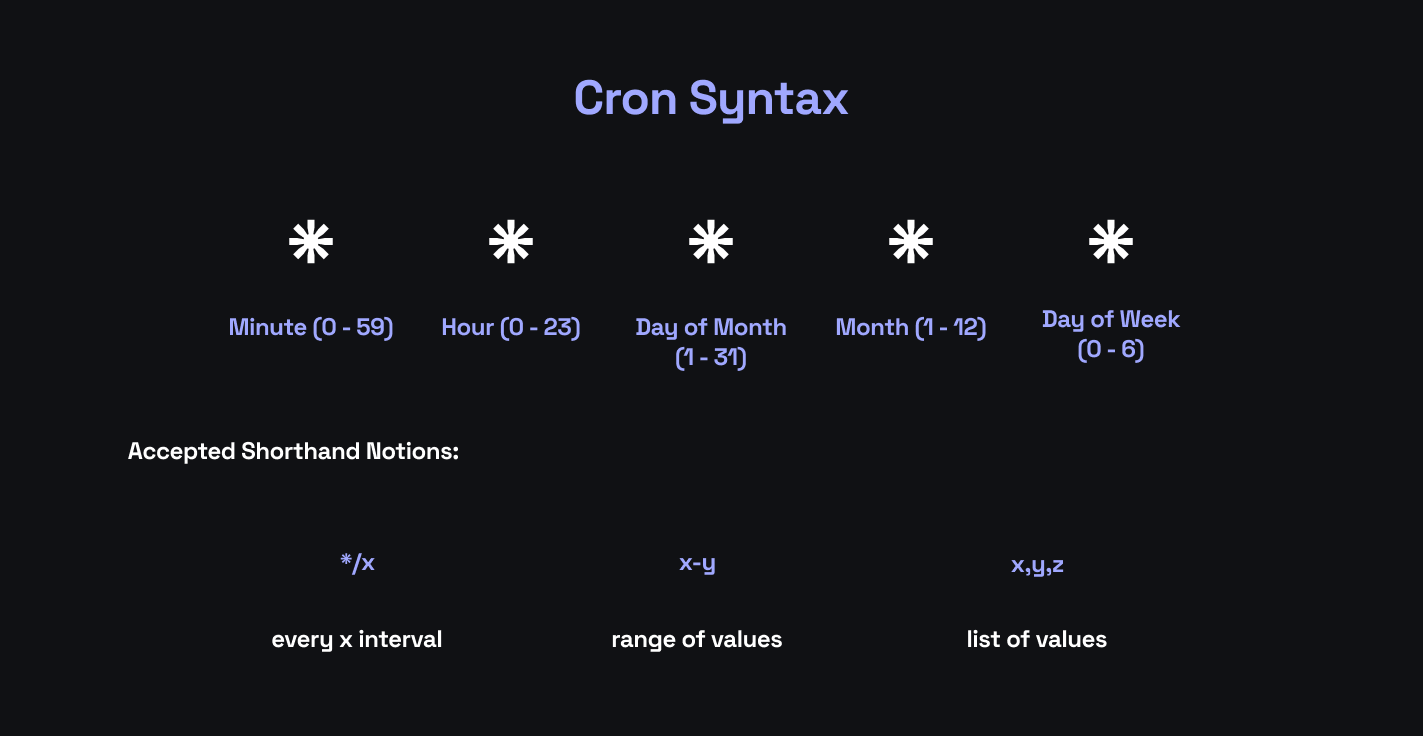 Cron Syntax
* * * * *
Minute (0 - 59) Hour (0 - 23) Day of Month Month (1 - 12) Day of Week
(1 - 31) (0 - 6)
Accepted Shorthand Notions:
*/x x-y x,y,z
every x interval range of values list of values